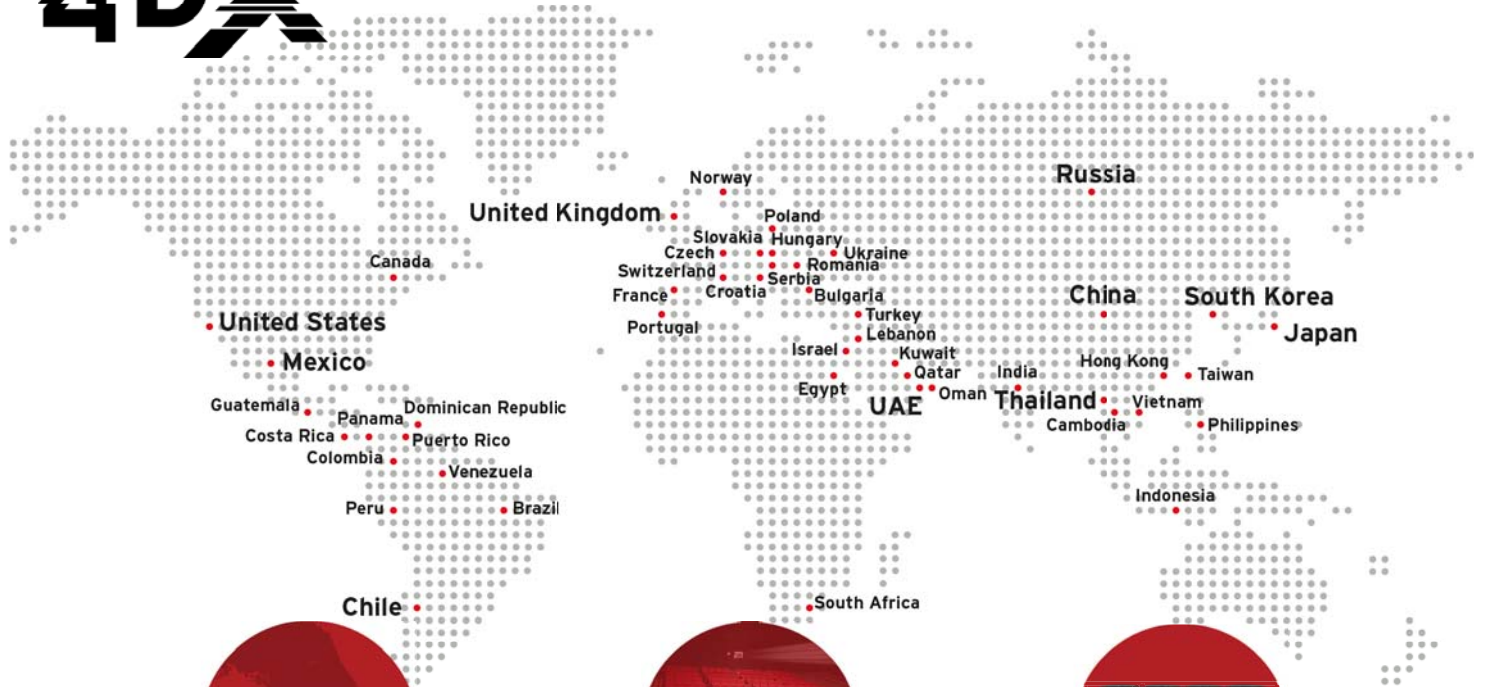 4DX
Norway
Russia
United Kingdom
Poland
Slovakia
Hungary
Czech
Ukraine
Canada
Switzerland
Romania
Serbia
France
Croatia
Bulgaria
China
South Korea
United States
Portugal
Turkey
Lebanon
Japan
Israel
Kuwait
Mexico
Hong Kong
Qatar
India
Taiwan
Egypt
Oman
UAE
Thailand
Vietnam
Guatemala
Dominican Republic
Panama
Cambodia
Philippines
Costa Rica
Puerto Rico
Colombia
Venezuela
Indonesia
Peru
Brazil
Chile
South Africa